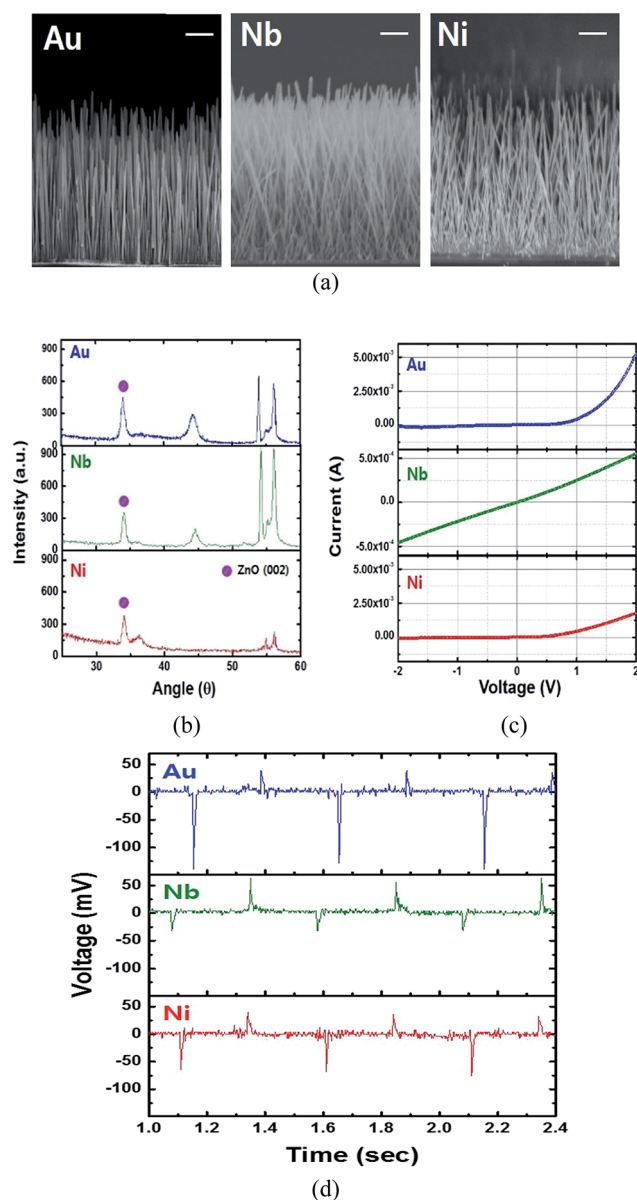 Au Nb Ni
(a)
900
Au
600
300
0
900
Nb
600
300
0
900
Ni
ZnO (002)
600
300
0
30 40 50 60
Intensity (a.u.)
Angle (θ)
(b)
5.00x10⁻³
Au
2.50x10⁻³
0.00
5.0x10⁻⁴
Nb
0.0
-5.0x10⁻⁴
5.00x10⁻³
Ni
2.50x10⁻³
0.00
-2 -1 0 1 2
Current (A)
Voltage (V)
(c)
50
Au
0
-50
-100
50
Nb
0
-50
-100
50
Ni
0
-50
-100
1.0 1.2 1.4 1.6 1.8 2.0 2.2 2.4
Voltage (mV)
Time (sec)
(d)